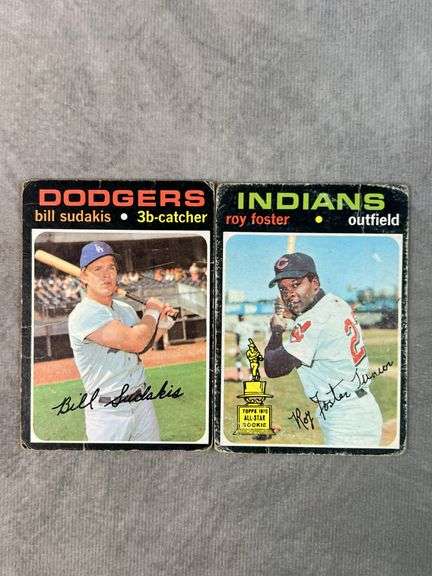 DODGERS
bill sudakis • 3b-catcher
Bill Sudakis
INDIANS
roy foster • outfield
TOPPS 1970
ALL-STAR
ROOKIE
Roy Foster Junior